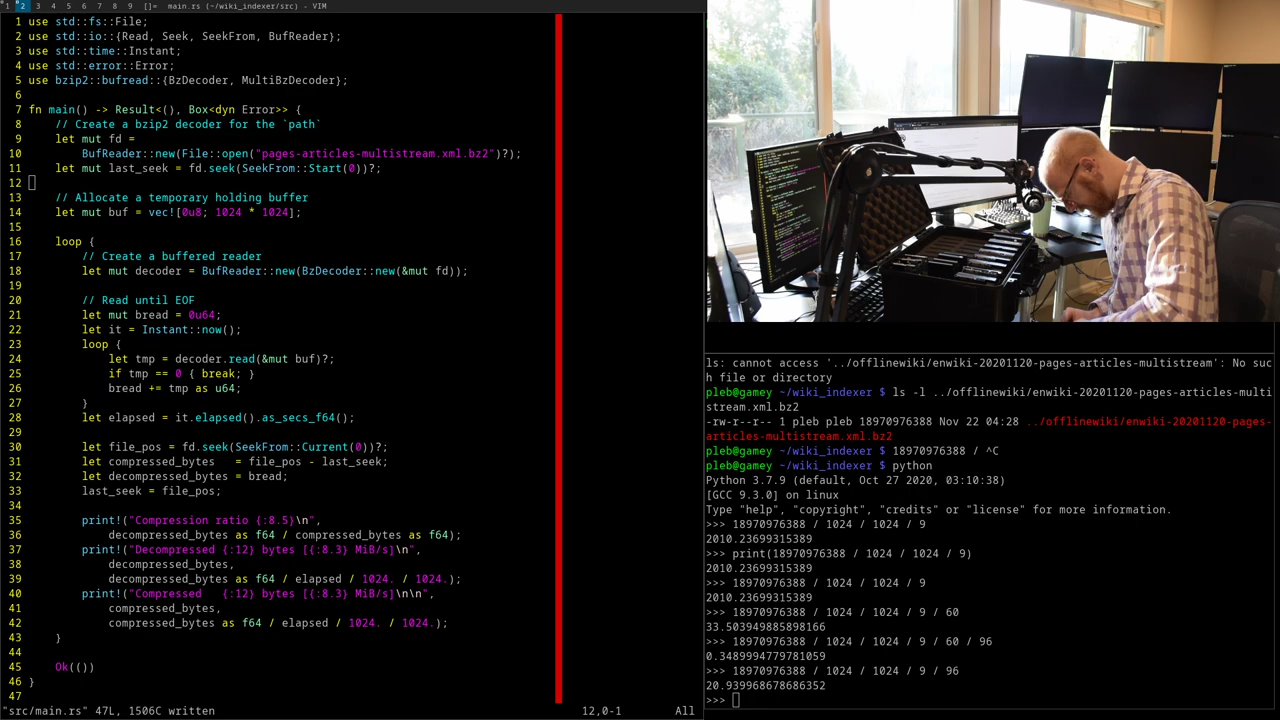 1 2 3 4 5 6 7 8 9 []= main.rs (~/wiki_indexer/src) - VIM
1 use std::fs::File;
2 use std::io::{Read, Seek, SeekFrom, BufReader};
3 use std::time::Instant;
4 use std::error::Error;
5 use bzip2::bufread::{BzDecoder, MultiBzDecoder};
6
7 fn main() -> Result<(), Box<dyn Error>> {
8     // Create a bzip2 decoder for the `path`
9     let mut fd =
10         BufReader::new(File::open("pages-articles-multistream.xml.bz2")?);
11     let mut last_seek = fd.seek(SeekFrom::Start(0))?;
12
13     // Allocate a temporary holding buffer
14     let mut buf = vec![0u8; 1024 * 1024];
15
16     loop {
17         // Create a buffered reader
18         let mut decoder = BufReader::new(BzDecoder::new(&mut fd));
19
20         // Read until EOF
21         let mut bread = 0u64;
22         let it = Instant::now();
23         loop {
24             let tmp = decoder.read(&mut buf)?;
25             if tmp == 0 { break; }
26             bread += tmp as u64;
27         }
28         let elapsed = it.elapsed().as_secs_f64();
29
30         let file_pos = fd.seek(SeekFrom::Current(0))?;
31         let compressed_bytes   = file_pos - last_seek;
32         let decompressed_bytes = bread;
33         last_seek = file_pos;
34
35         print!("Compression ratio {:8.5}\n",
36             decompressed_bytes as f64 / compressed_bytes as f64);
37         print!("Decompressed {:12} bytes [{:8.3} MiB/s]\n",
38             decompressed_bytes,
39             decompressed_bytes as f64 / elapsed / 1024. / 1024.);
40         print!("Compressed   {:12} bytes [{:8.3} MiB/s]\n\n",
41             compressed_bytes,
42             compressed_bytes as f64 / elapsed / 1024. / 1024.);
43     }
44
45     Ok(())
46 }
47
"src/main.rs" 47L, 1506C written 12,0-1 All
ls: cannot access '../offlinewiki/enwiki-20201120-pages-articles-multistream': No suc
h file or directory
pleb@gamey ~/wiki_indexer $ ls -l ../offlinewiki/enwiki-20201120-pages-articles-multi
stream.xml.bz2
-rw-r--r-- 1 pleb pleb 18970976388 Nov 22 04:28 ../offlinewiki/enwiki-20201120-pages-
articles-multistream.xml.bz2
pleb@gamey ~/wiki_indexer $ 18970976388 / ^C
pleb@gamey ~/wiki_indexer $ python
Python 3.7.9 (default, Oct 27 2020, 03:10:38)
[GCC 9.3.0] on linux
Type "help", "copyright", "credits" or "license" for more information.
>>> 18970976388 / 1024 / 1024 / 9
2010.23699315389
>>> print(18970976388 / 1024 / 1024 / 9)
2010.23699315389
>>> 18970976388 / 1024 / 1024 / 9
2010.23699315389
>>> 18970976388 / 1024 / 1024 / 9 / 60
33.503949885898166
>>> 18970976388 / 1024 / 1024 / 9 / 60 / 96
0.3489994779781059
>>> 18970976388 / 1024 / 1024 / 9 / 96
20.939968678686352
>>>